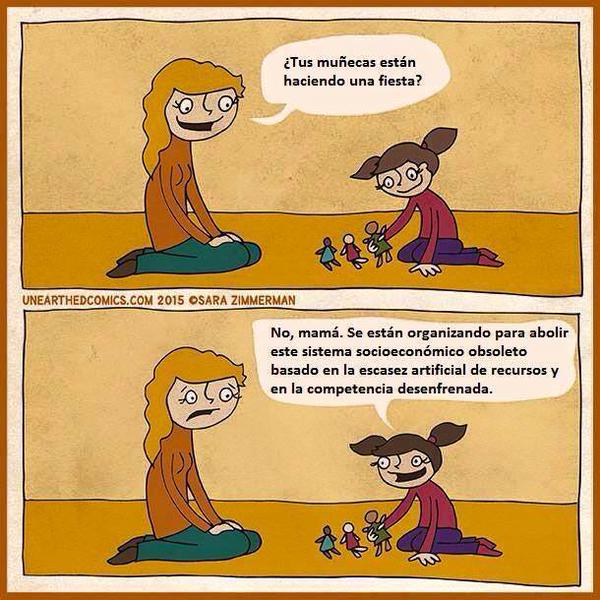 ¿Tus muñecas están
haciendo una fiesta?
UNEARTHEDCOMICS.COM 2015 ©SARA ZIMMERMAN
No, mamá. Se están organizando para abolir
este sistema socioeconómico obsoleto
basado en la escasez artificial de recursos y
en la competencia desenfrenada.